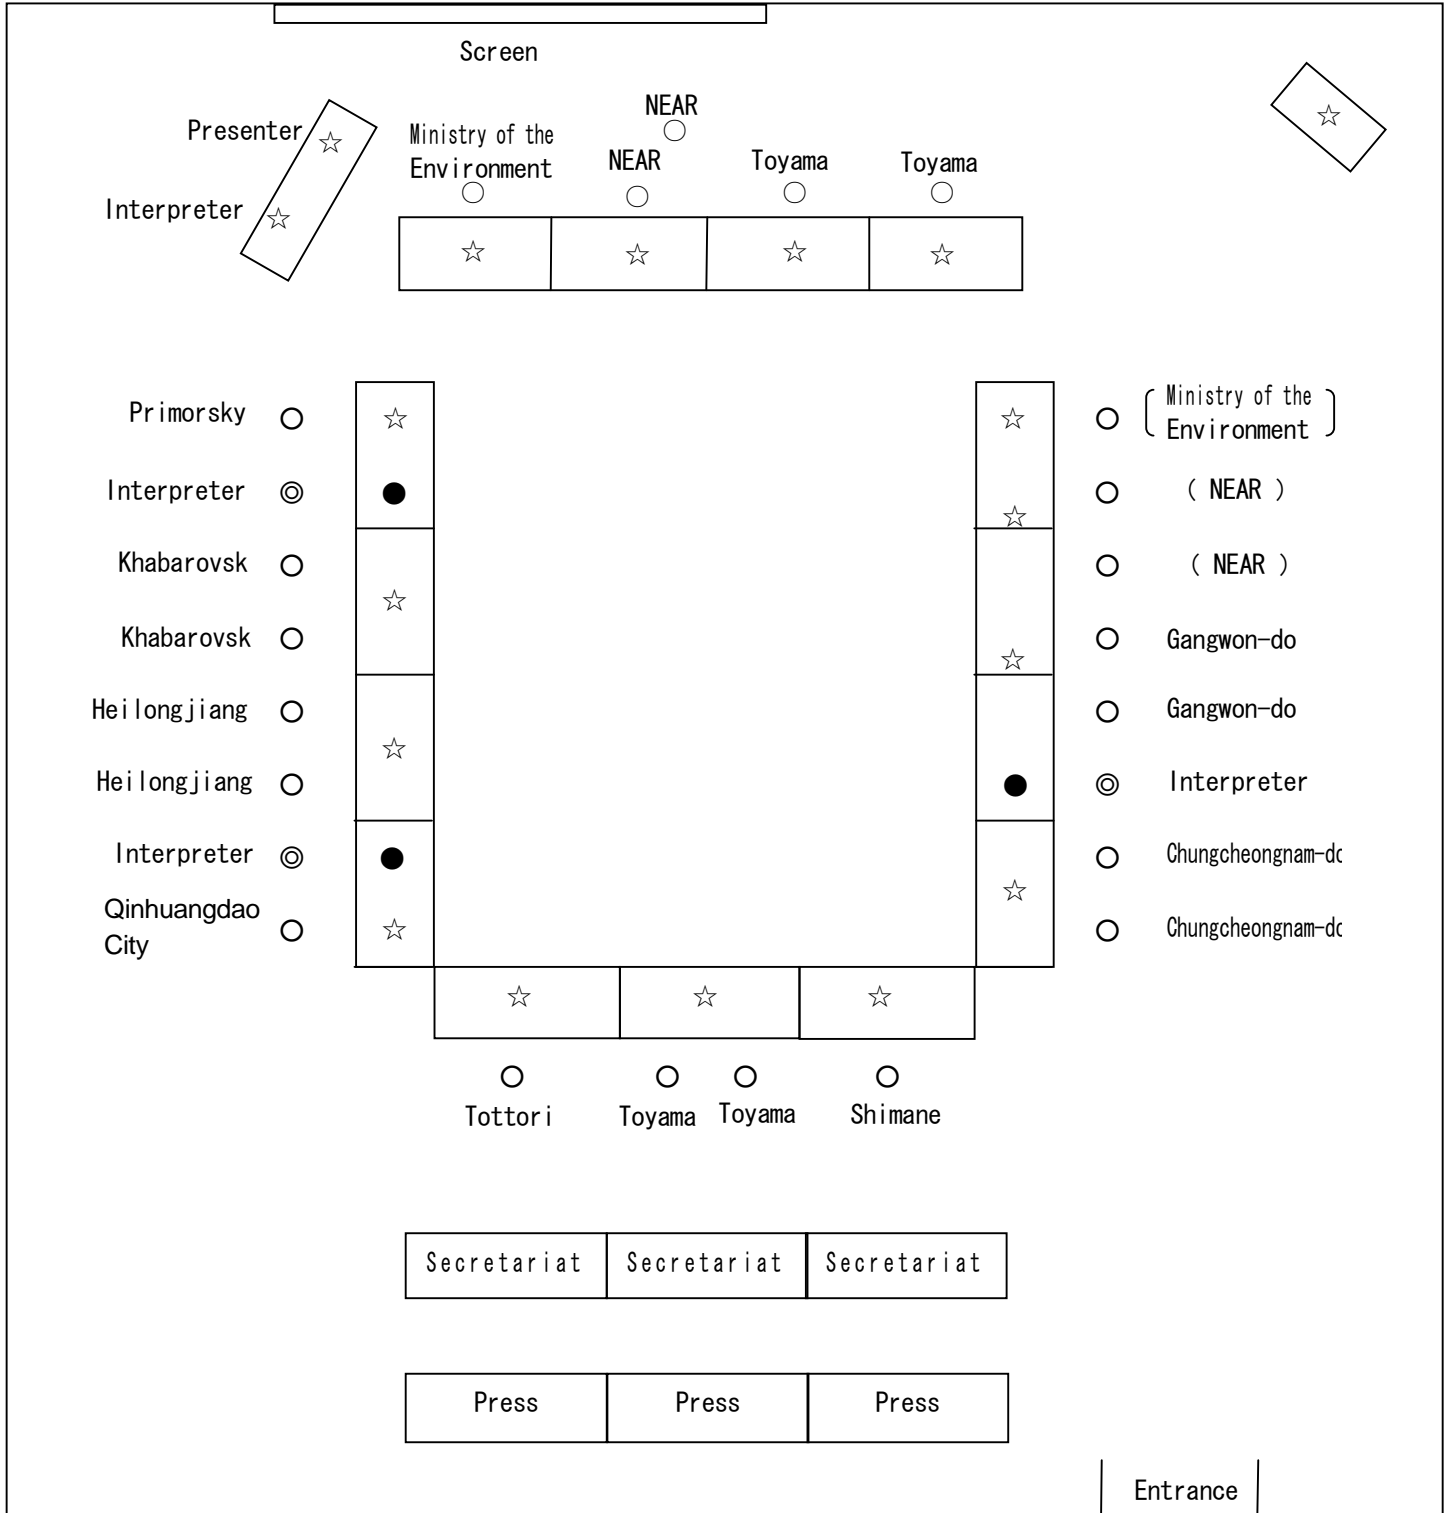 Screen
NEAR
Presenter
Ministry of the
Environment
NEAR
Toyama
Toyama
Interpreter
Primorsky
Interpreter
Khabarovsk
Khabarovsk
Heilongjiang
Heilongjiang
Interpreter
Qinhuangdao
City
Ministry of the
Environment
( NEAR )
( NEAR )
Gangwon-do
Gangwon-do
Interpreter
Chungcheongnam-do
Chungcheongnam-do
Tottori
Toyama
Toyama
Shimane
Secretariat
Secretariat
Secretariat
Press
Press
Press
Entrance